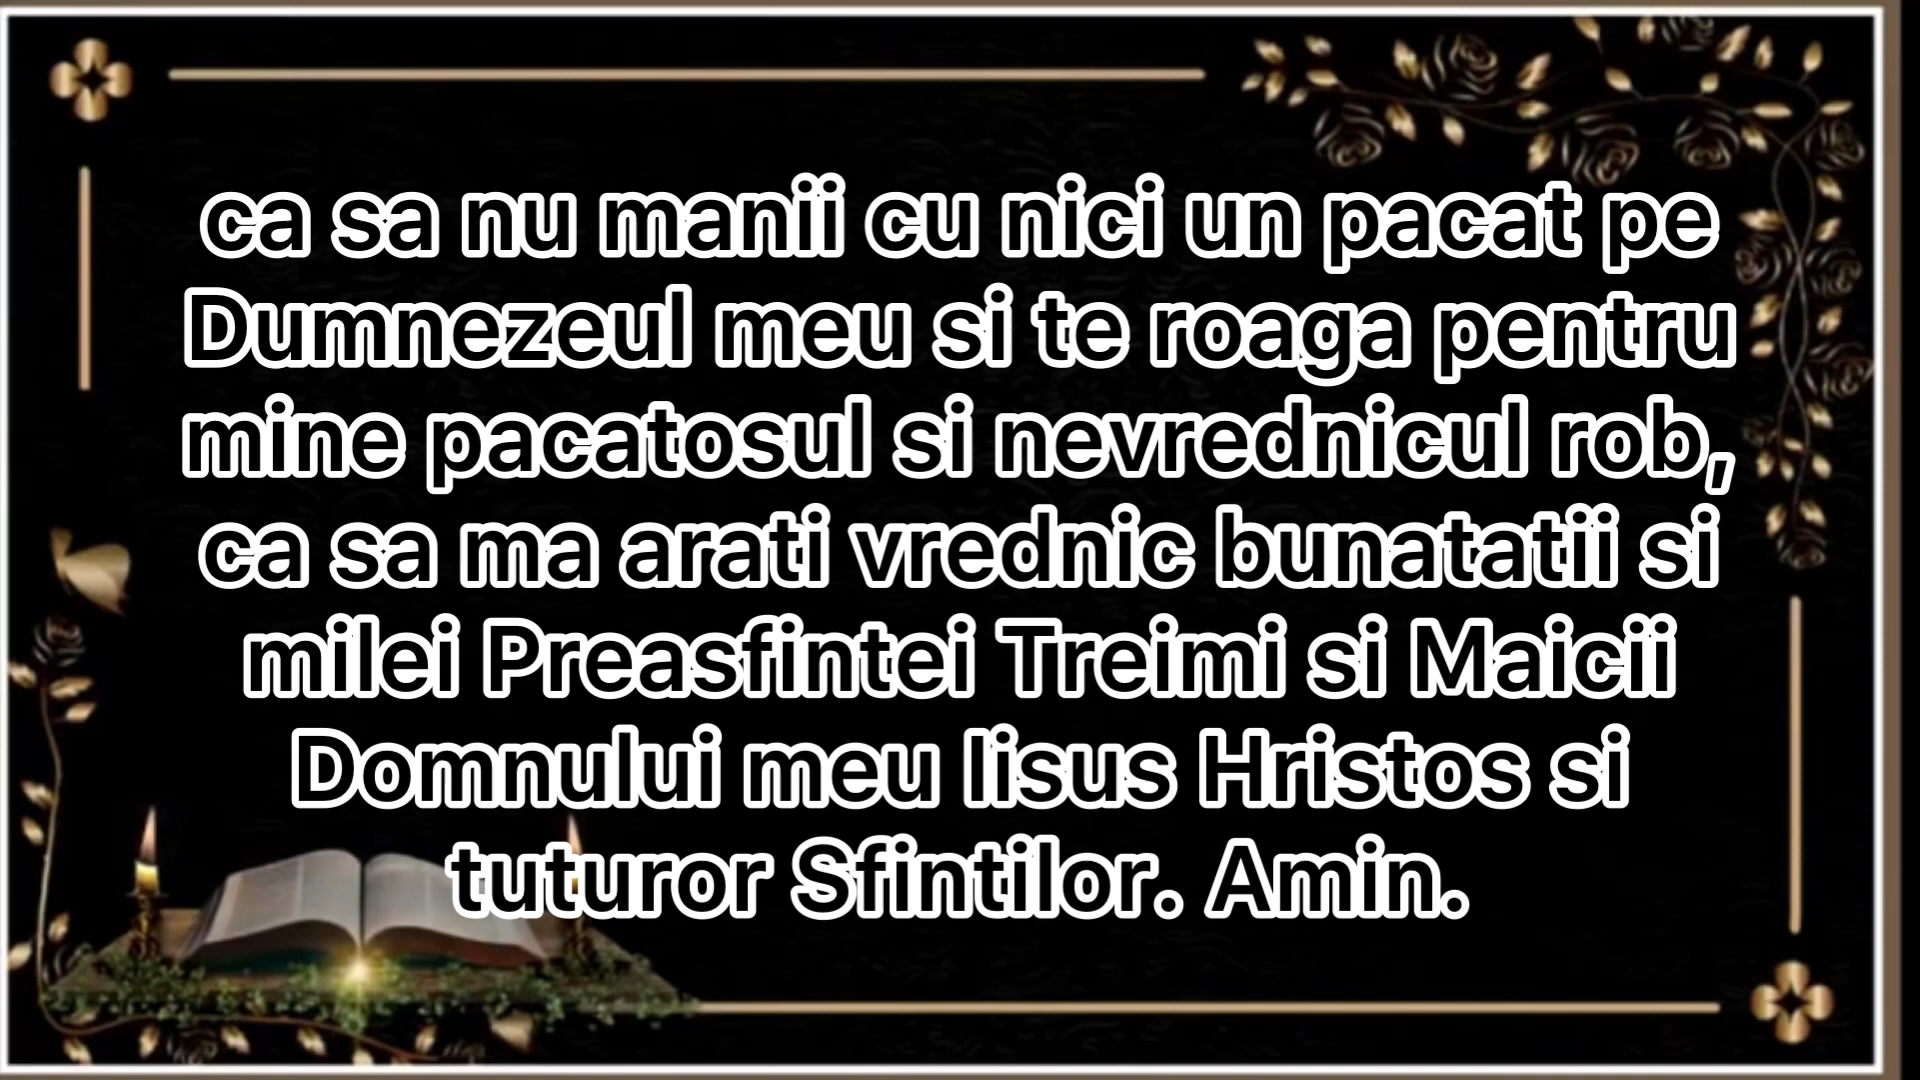 ca sa nu manii cu nici un pacat pe
Dumnezeul meu si te roaga pentru
mine pacatosul si nevrednicul rob,
ca sa ma arati vrednic bunatatii si
milei Preasfintei Treimi si Maicii
Domnului meu Iisus Hristos si
tuturor Sfintilor. Amin.